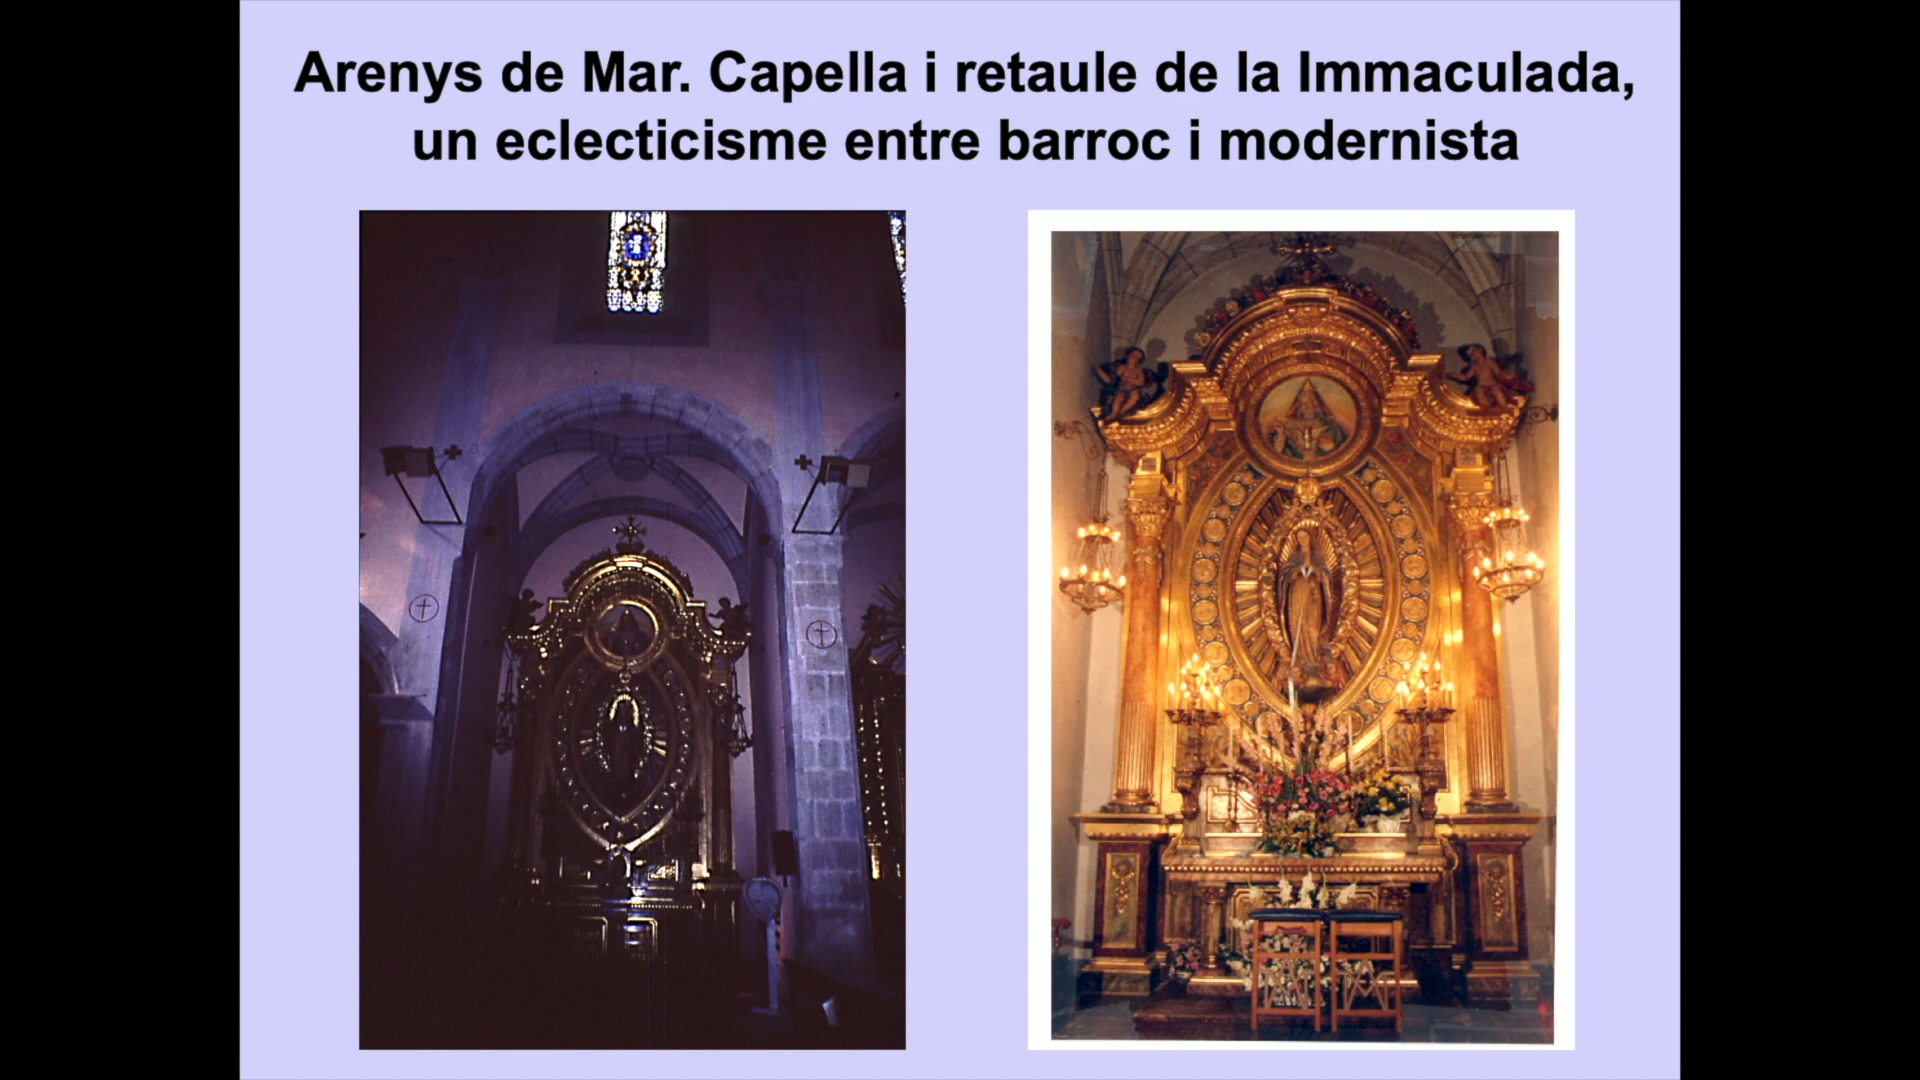 Arenys de Mar. Capella i retaule de la Immaculada,
un eclecticisme entre barroc i modernista